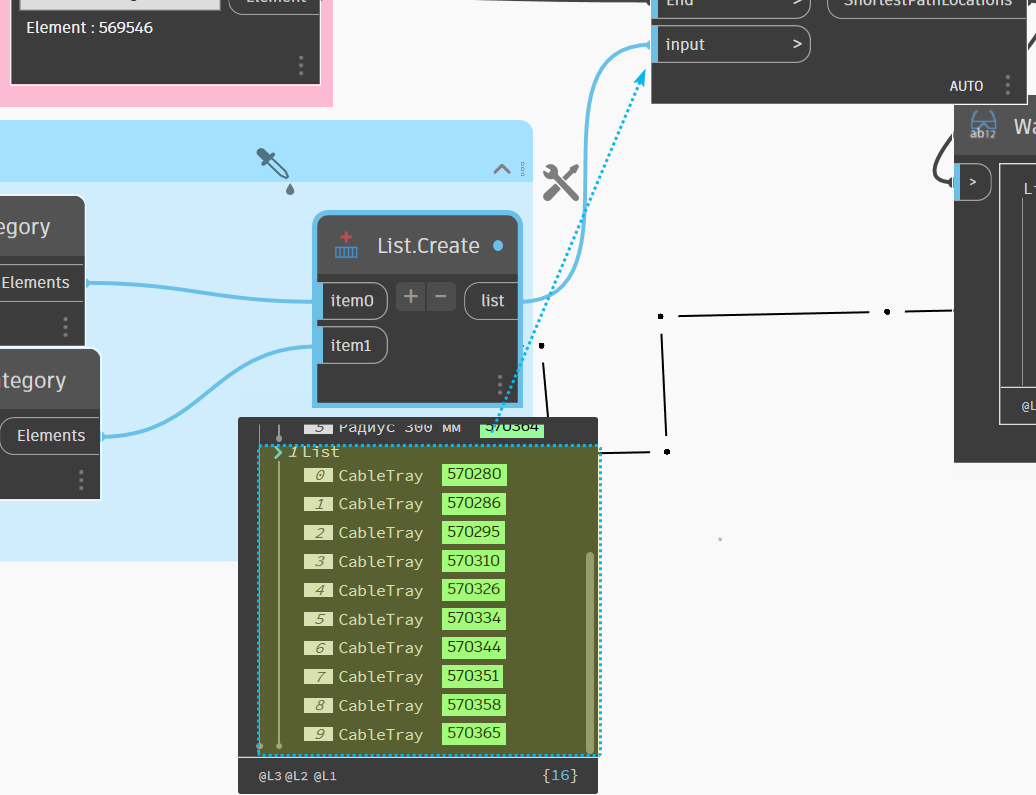 Element
Element : 569546
End >
ShortestPathLocations
input >
AUTO
ab12
Wa
>
Li
@L
egory
Elements
List.Create
item0 + − list
item1
tegory
Elements
5 Радиус 300 мм 570364
1 List
0 CableTray 570280
1 CableTray 570286
2 CableTray 570295
3 CableTray 570310
4 CableTray 570326
5 CableTray 570334
6 CableTray 570344
7 CableTray 570351
8 CableTray 570358
9 CableTray 570365
@L3 @L2 @L1 {16}